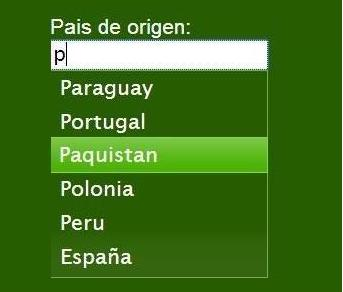 Pais de origen:
p
Paraguay
Portugal
Paquistan
Polonia
Peru
España